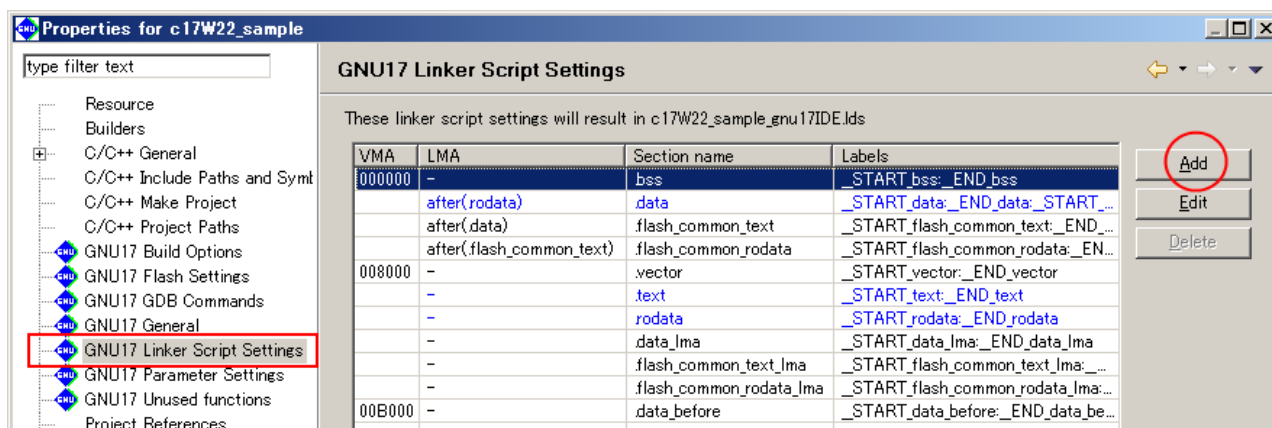 Properties for c17W22_sample
type filter text
GNU17 Linker Script Settings
Resource
Builders
C/C++ General
C/C++ Include Paths and Symt
C/C++ Make Project
C/C++ Project Paths
GNU17 Build Options
GNU17 Flash Settings
GNU17 GDB Commands
GNU17 General
GNU17 Linker Script Settings
GNU17 Parameter Settings
GNU17 Unused functions
Project References
These linker script settings will result in c17W22_sample_gnu17IDE.lds
VMA LMA Section name Labels
000000 - .bss _START_bss:_END_bss
after(.rodata) .data _START_data:_END_data:_START_...
after(.data) .flash_common_text _START_flash_common_text:_END_...
after(.flash_common_text) .flash_common_rodata _START_flash_common_rodata:_EN...
008000 - .vector _START_vector:_END_vector
- .text _START_text:_END_text
- .rodata _START_rodata:_END_rodata
- .data_lma _START_data_lma:_END_data_lma
- .flash_common_text_lma _START_flash_common_text_lma:_...
- .flash_common_rodata_lma _START_flash_common_rodata_lma:...
00B000 - .data_before _START_data_before:_END_data_be...
Add
Edit
Delete